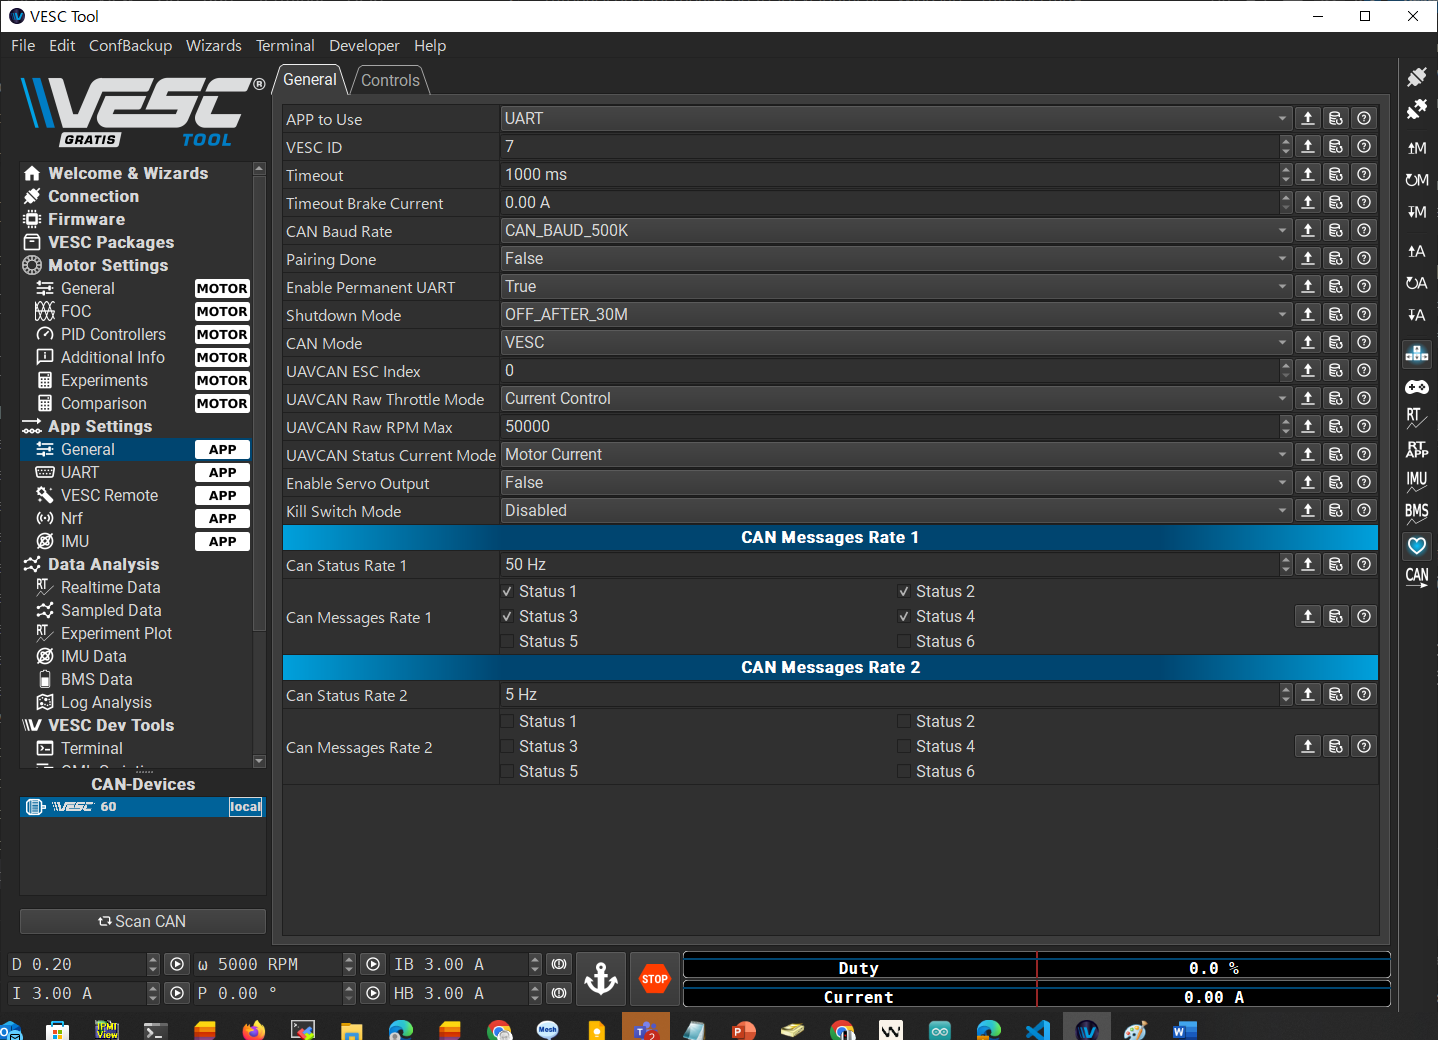 VESC Tool
File Edit ConfBackup Wizards Terminal Developer Help
VESC®
GRATIS TOOL
Welcome & Wizards
Connection
Firmware
VESC Packages
Motor Settings
General MOTOR
FOC MOTOR
PID Controllers MOTOR
Additional Info MOTOR
Experiments MOTOR
Comparison MOTOR
App Settings
General APP
UART APP
VESC Remote APP
Nrf APP
IMU APP
Data Analysis
RT Realtime Data
Sampled Data
RT Experiment Plot
IMU Data
BMS Data
Log Analysis
VESC Dev Tools
Terminal
CAN-Devices
VESC 60 local
Scan CAN
General Controls
APP to Use UART
VESC ID 7
Timeout 1000 ms
Timeout Brake Current 0.00 A
CAN Baud Rate CAN_BAUD_500K
Pairing Done False
Enable Permanent UART True
Shutdown Mode OFF_AFTER_30M
CAN Mode VESC
UAVCAN ESC Index 0
UAVCAN Raw Throttle Mode Current Control
UAVCAN Raw RPM Max 50000
UAVCAN Status Current Mode Motor Current
Enable Servo Output False
Kill Switch Mode Disabled
CAN Messages Rate 1
Can Status Rate 1 50 Hz
Can Messages Rate 1
Status 1 Status 2
Status 3 Status 4
Status 5 Status 6
CAN Messages Rate 2
Can Status Rate 2 5 Hz
Can Messages Rate 2
Status 1 Status 2
Status 3 Status 4
Status 5 Status 6
M
M
M
A
A
A
RT
RT APP
IMU
BMS
CAN
D 0.20 ω 5000 RPM IB 3.00 A
I 3.00 A P 0.00 ° HB 3.00 A
STOP
Duty 0.0 %
Current 0.00 A
IPMI View
Mesh